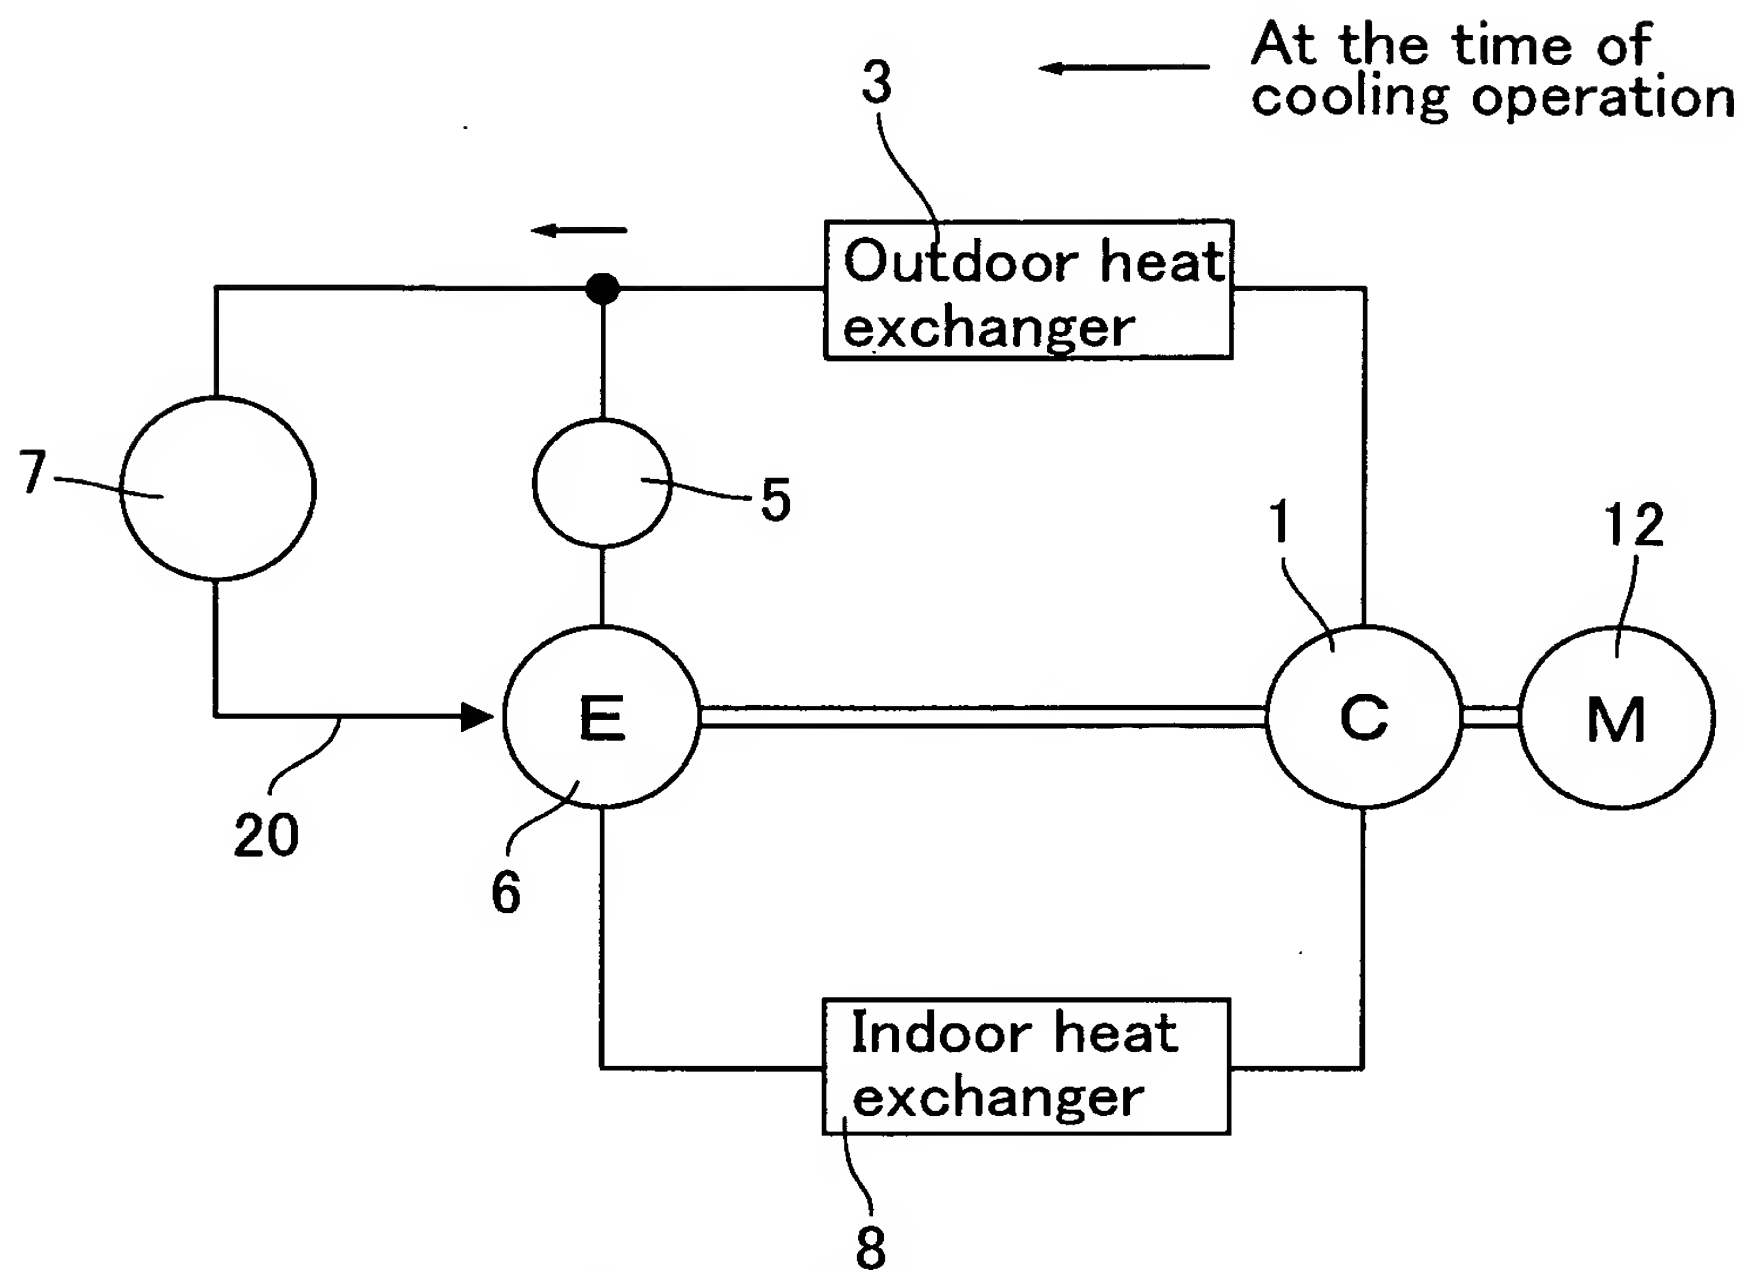 At the time of
cooling operation
3
Outdoor heat
exchanger
7
5
1
12
E
C
M
20
6
Indoor heat
exchanger
8